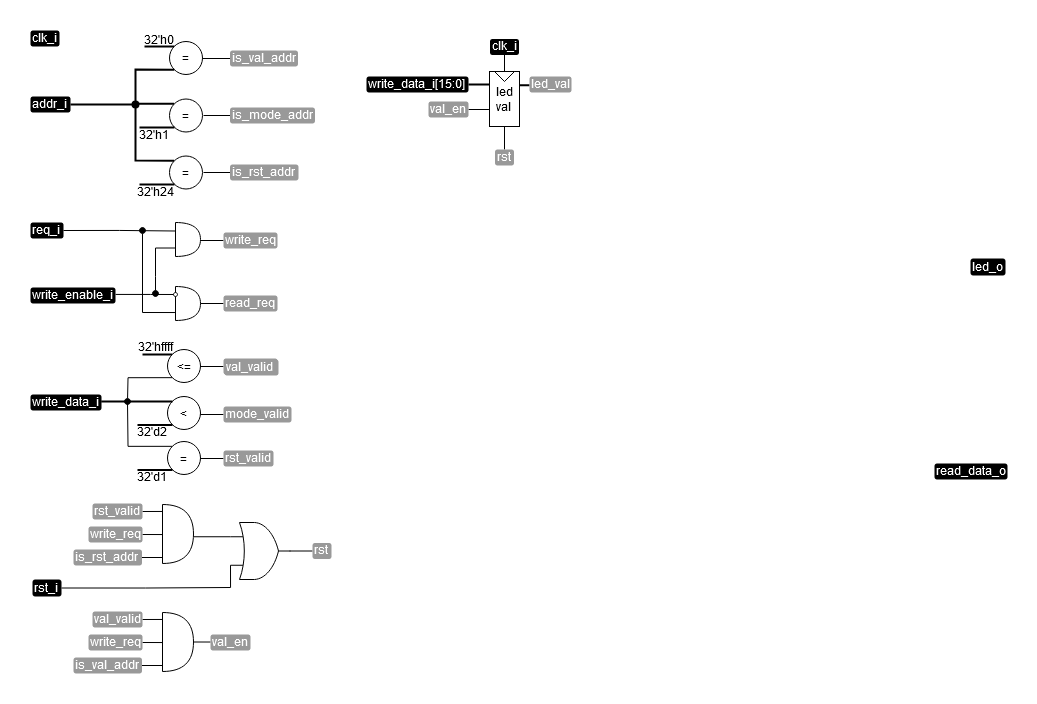 clk_i
32'h0
=
is_val_addr
addr_i
=
is_mode_addr
32'h1
=
is_rst_addr
32'h24
clk_i
write_data_i[15:0]
led
val
led_val
val_en
rst
req_i
write_req
write_enable_i
read_req
led_o
32'hffff
<=
val_valid
write_data_i
<
mode_valid
32'd2
=
rst_valid
32'd1
read_data_o
rst_valid
write_req
is_rst_addr
rst
rst_i
val_valid
write_req
val_en
is_val_addr